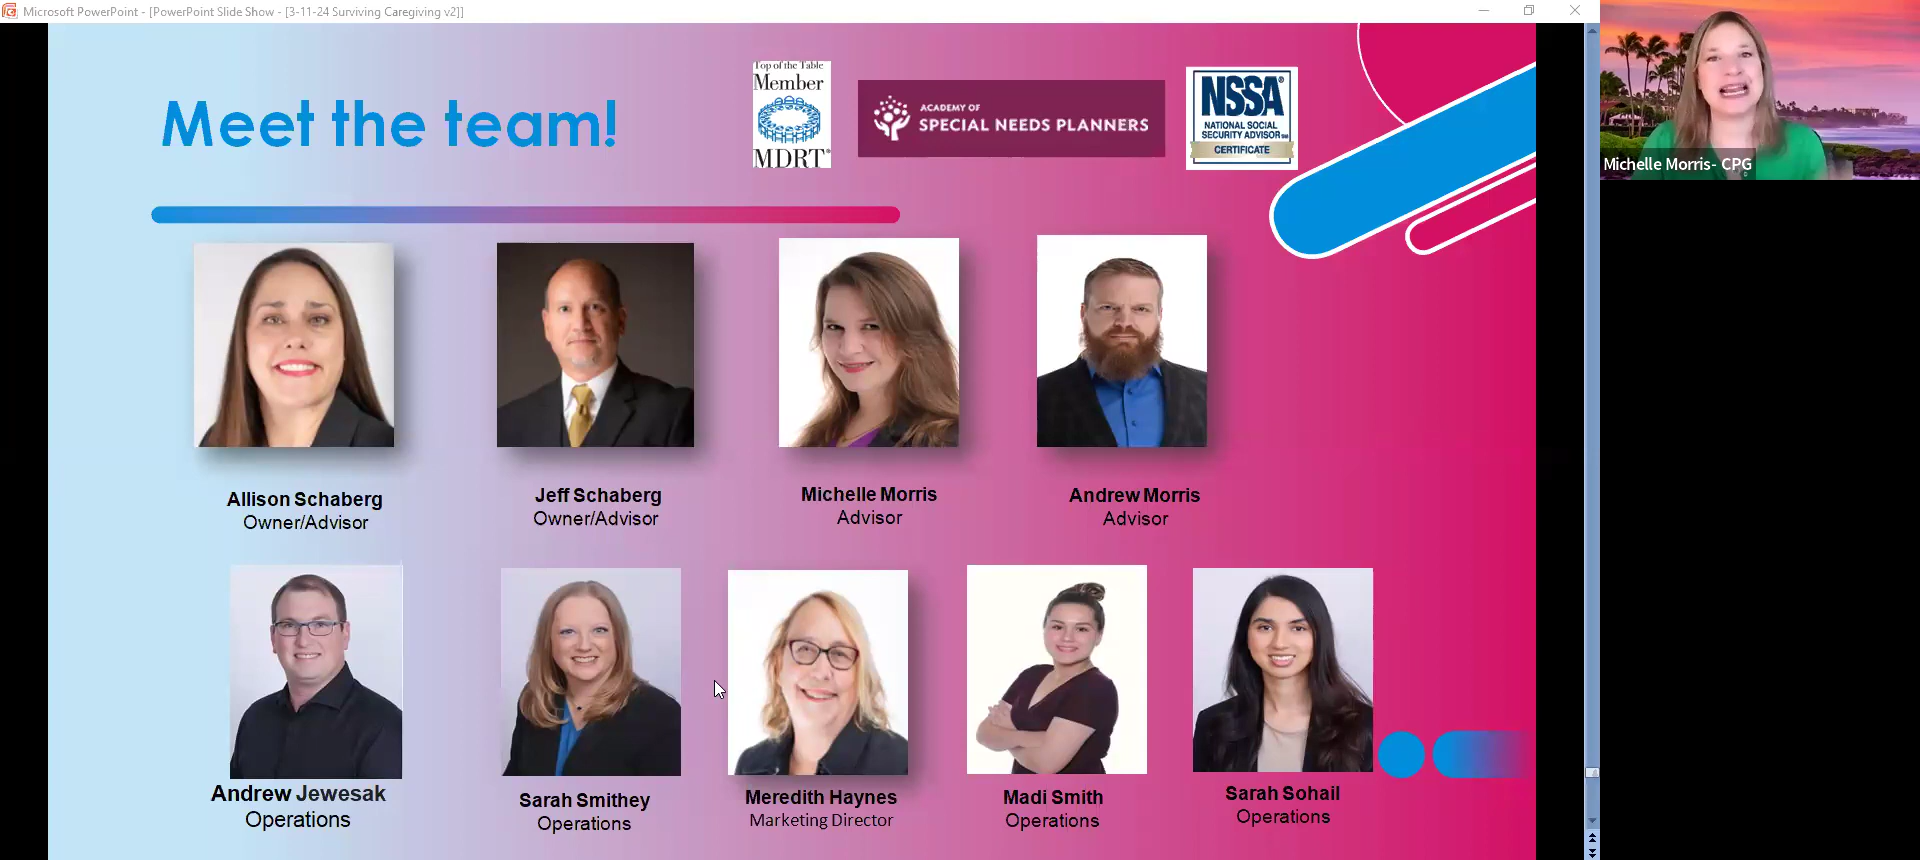 Microsoft PowerPoint - [PowerPoint Slide Show - [3-11-24 Surviving Caregiving v2]]
Meet the team!
Top of the Table
Member
MDRT®
ACADEMY OF
SPECIAL NEEDS PLANNERS
NSSA®
NATIONAL SOCIAL
SECURITY ADVISOR
CERTIFICATE
Michelle Morris- CPG
Allison Schaberg
Owner/Advisor
Jeff Schaberg
Owner/Advisor
Michelle Morris
Advisor
Andrew Morris
Advisor
Andrew Jewesak
Operations
Sarah Smithey
Operations
Meredith Haynes
Marketing Director
Madi Smith
Operations
Sarah Sohail
Operations